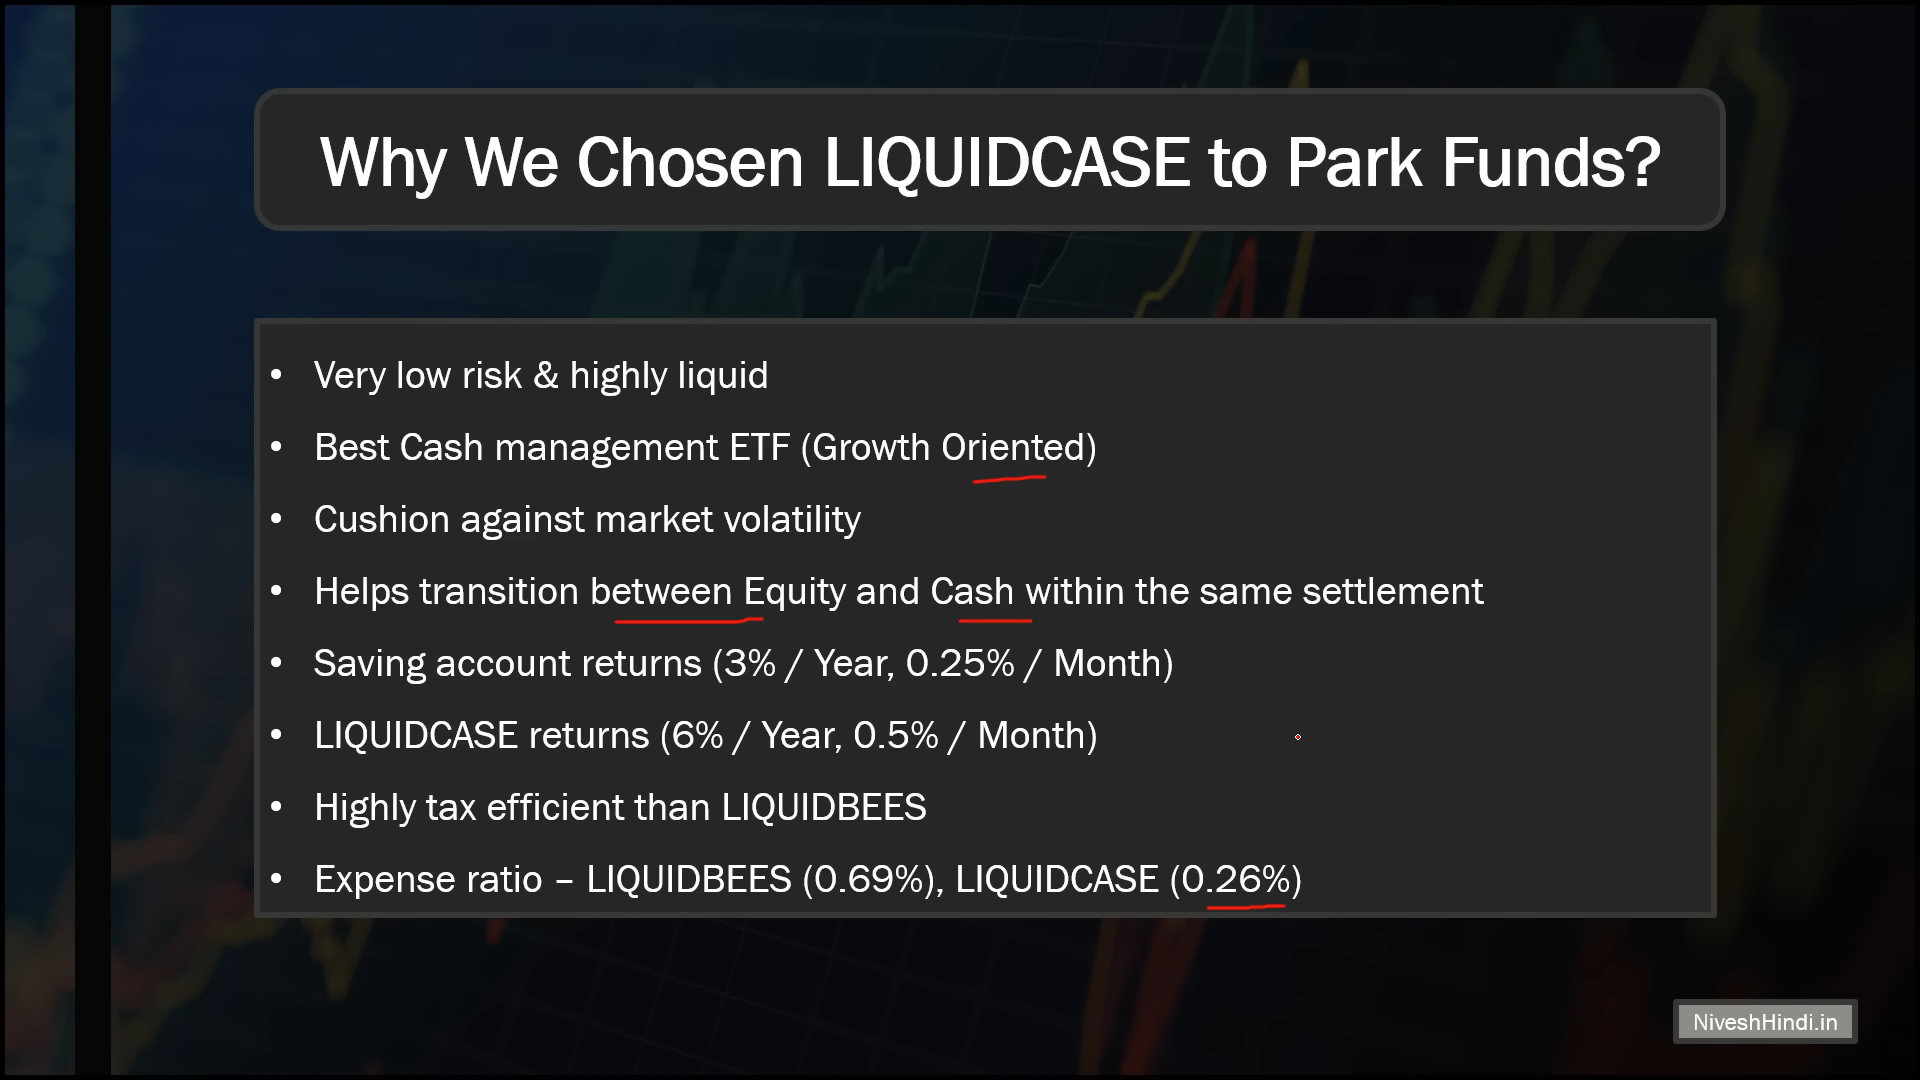 Why We Chosen LIQUIDCASE to Park Funds?
• Very low risk & highly liquid
• Best Cash management ETF (Growth Oriented)
• Cushion against market volatility
• Helps transition between Equity and Cash within the same settlement
• Saving account returns (3% / Year, 0.25% / Month)
• LIQUIDCASE returns (6% / Year, 0.5% / Month)
• Highly tax efficient than LIQUIDBEES
• Expense ratio – LIQUIDBEES (0.69%), LIQUIDCASE (0.26%)
NiveshHindi.in